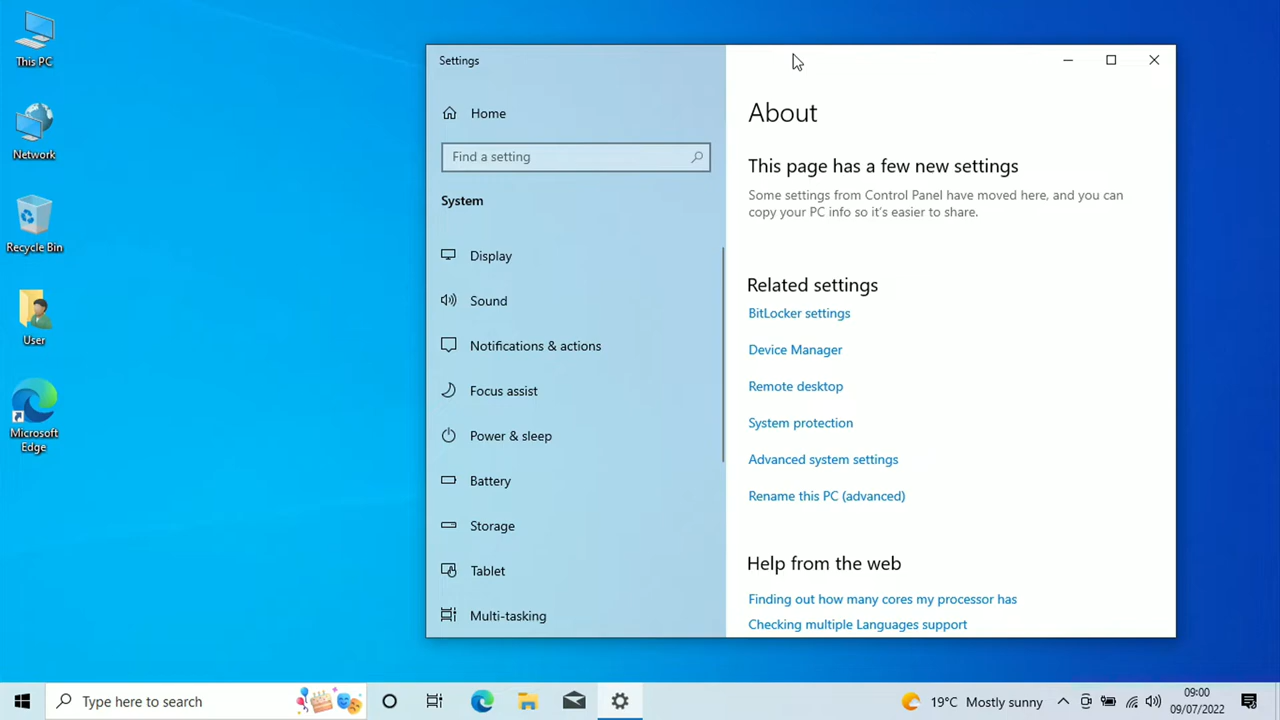 This PC
Network
Recycle Bin
User
Microsoft
Edge
Settings
Home
Find a setting
System
Display
Sound
Notifications & actions
Focus assist
Power & sleep
Battery
Storage
Tablet
Multi-tasking
About
This page has a few new settings
Some settings from Control Panel have moved here, and you can
copy your PC info so it's easier to share.
Related settings
BitLocker settings
Device Manager
Remote desktop
System protection
Advanced system settings
Rename this PC (advanced)
Help from the web
Finding out how many cores my processor has
Checking multiple Languages support
Type here to search
19°C Mostly sunny
09:00
09/07/2022